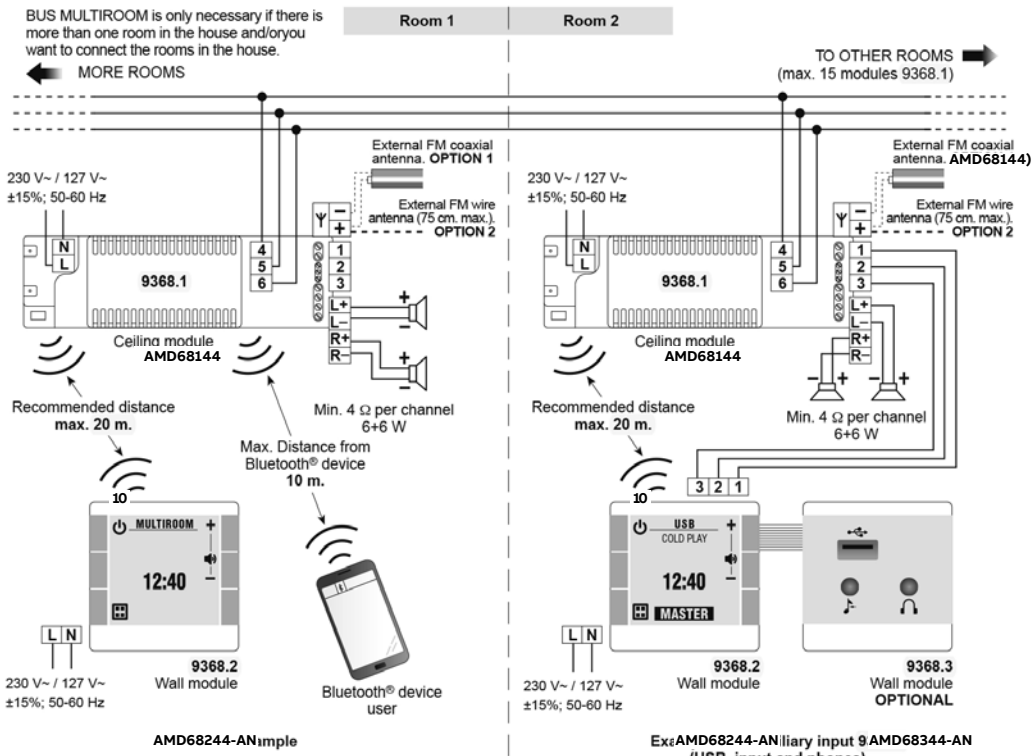 BUS MULTIROOM is only necessary if there is
more than one room in the house and/oryou
want to connect the rooms in the house.
MORE ROOMS
Room 1
Room 2
TO OTHER ROOMS
(max. 15 modules 9368.1)
External FM coaxial
antenna. OPTION 1
230 V~ / 127 V~
±15%; 50-60 Hz
External FM wire
antenna (75 cm. max.).
OPTION 2
N
L
9368.1
4
5
6
−
+
1
2
3
L+
L−
R+
R−
+
−
+
−
Ceiling module
AMD68144
Recommended distance
max. 20 m.
Min. 4 Ω per channel
6+6 W
Max. Distance from
Bluetooth® device
10 m.
10
MULTIROOM
+
−
12:40
L N
230 V~ / 127 V~
±15%; 50-60 Hz
9368.2
Wall module
Bluetooth® device
user
AMD68244-AN mple
External FM coaxial
antenna. AMD68144)
230 V~ / 127 V~
±15%; 50-60 Hz
External FM wire
antenna (75 cm. max.).
OPTION 2
N
L
9368.1
4
5
6
−
+
1
2
3
L+
L−
R+
R−
Ceiling module
AMD68144
− +
− +
Recommended distance
max. 20 m.
Min. 4 Ω per channel
6+6 W
3 2 1
10
USB
COLD PLAY
+
−
12:40
MASTER
L N
230 V~ / 127 V~
±15%; 50-60 Hz
9368.2
Wall module
9368.3
Wall module
OPTIONAL
Exa AMD68244-AN iliary input 9 AMD68344-AN
(USB, input and phones)